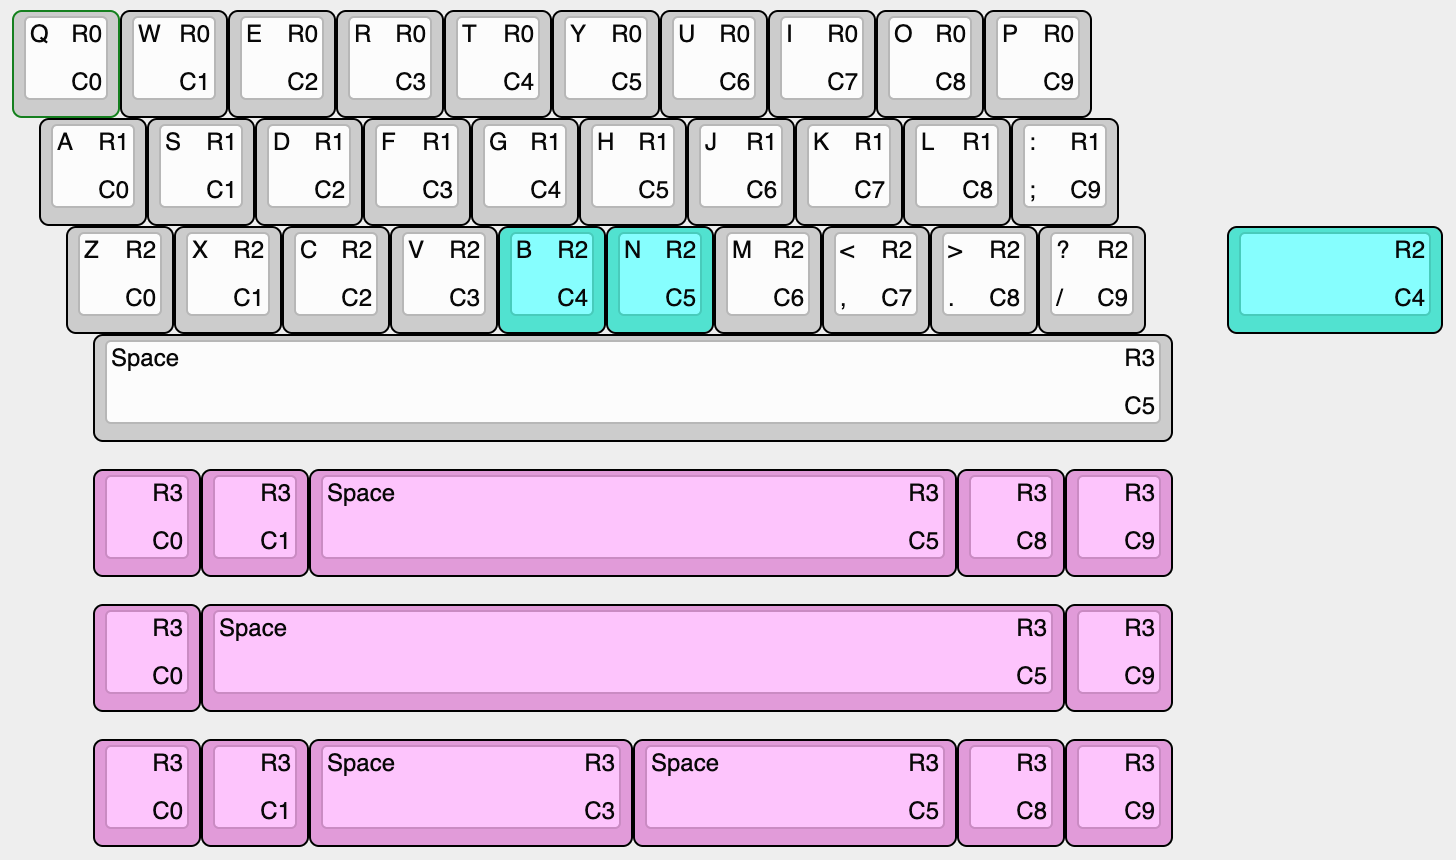 Q R0 W R0 E R0 R R0 T R0 Y R0 U R0 I R0 O R0 P R0
C0 C1 C2 C3 C4 C5 C6 C7 C8 C9
A R1 S R1 D R1 F R1 G R1 H R1 J R1 K R1 L R1 : R1
C0 C1 C2 C3 C4 C5 C6 C7 C8 ; C9
Z R2 X R2 C R2 V R2 B R2 N R2 M R2 < R2 > R2 ? R2 R2
C0 C1 C2 C3 C4 C5 C6 , C7 . C8 / C9 C4
Space R3
C5
R3 R3 Space R3 R3 R3
C0 C1 C5 C8 C9
R3 Space R3 R3
C0 C5 C9
R3 R3 Space R3 Space R3 R3 R3
C0 C1 C3 C5 C8 C9